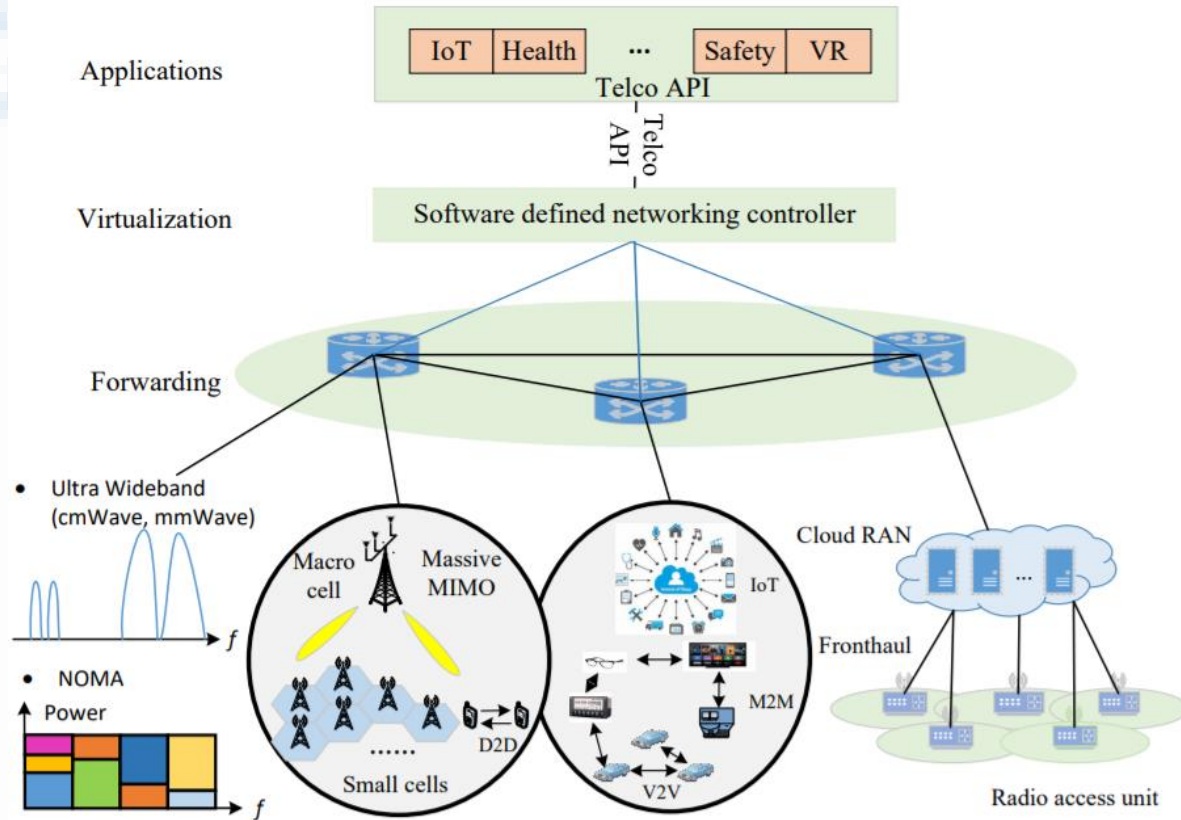 Applications
IoT Health ... Safety VR
Telco API
Telco
API
Virtualization
Software defined networking controller
Forwarding
• Ultra Wideband
(cmWave, mmWave)
f
• NOMA
Power
f
Macro
cell
Massive
MIMO
D2D
......
Small cells
IoT
M2M
V2V
Cloud RAN
...
Fronthaul
Radio access unit